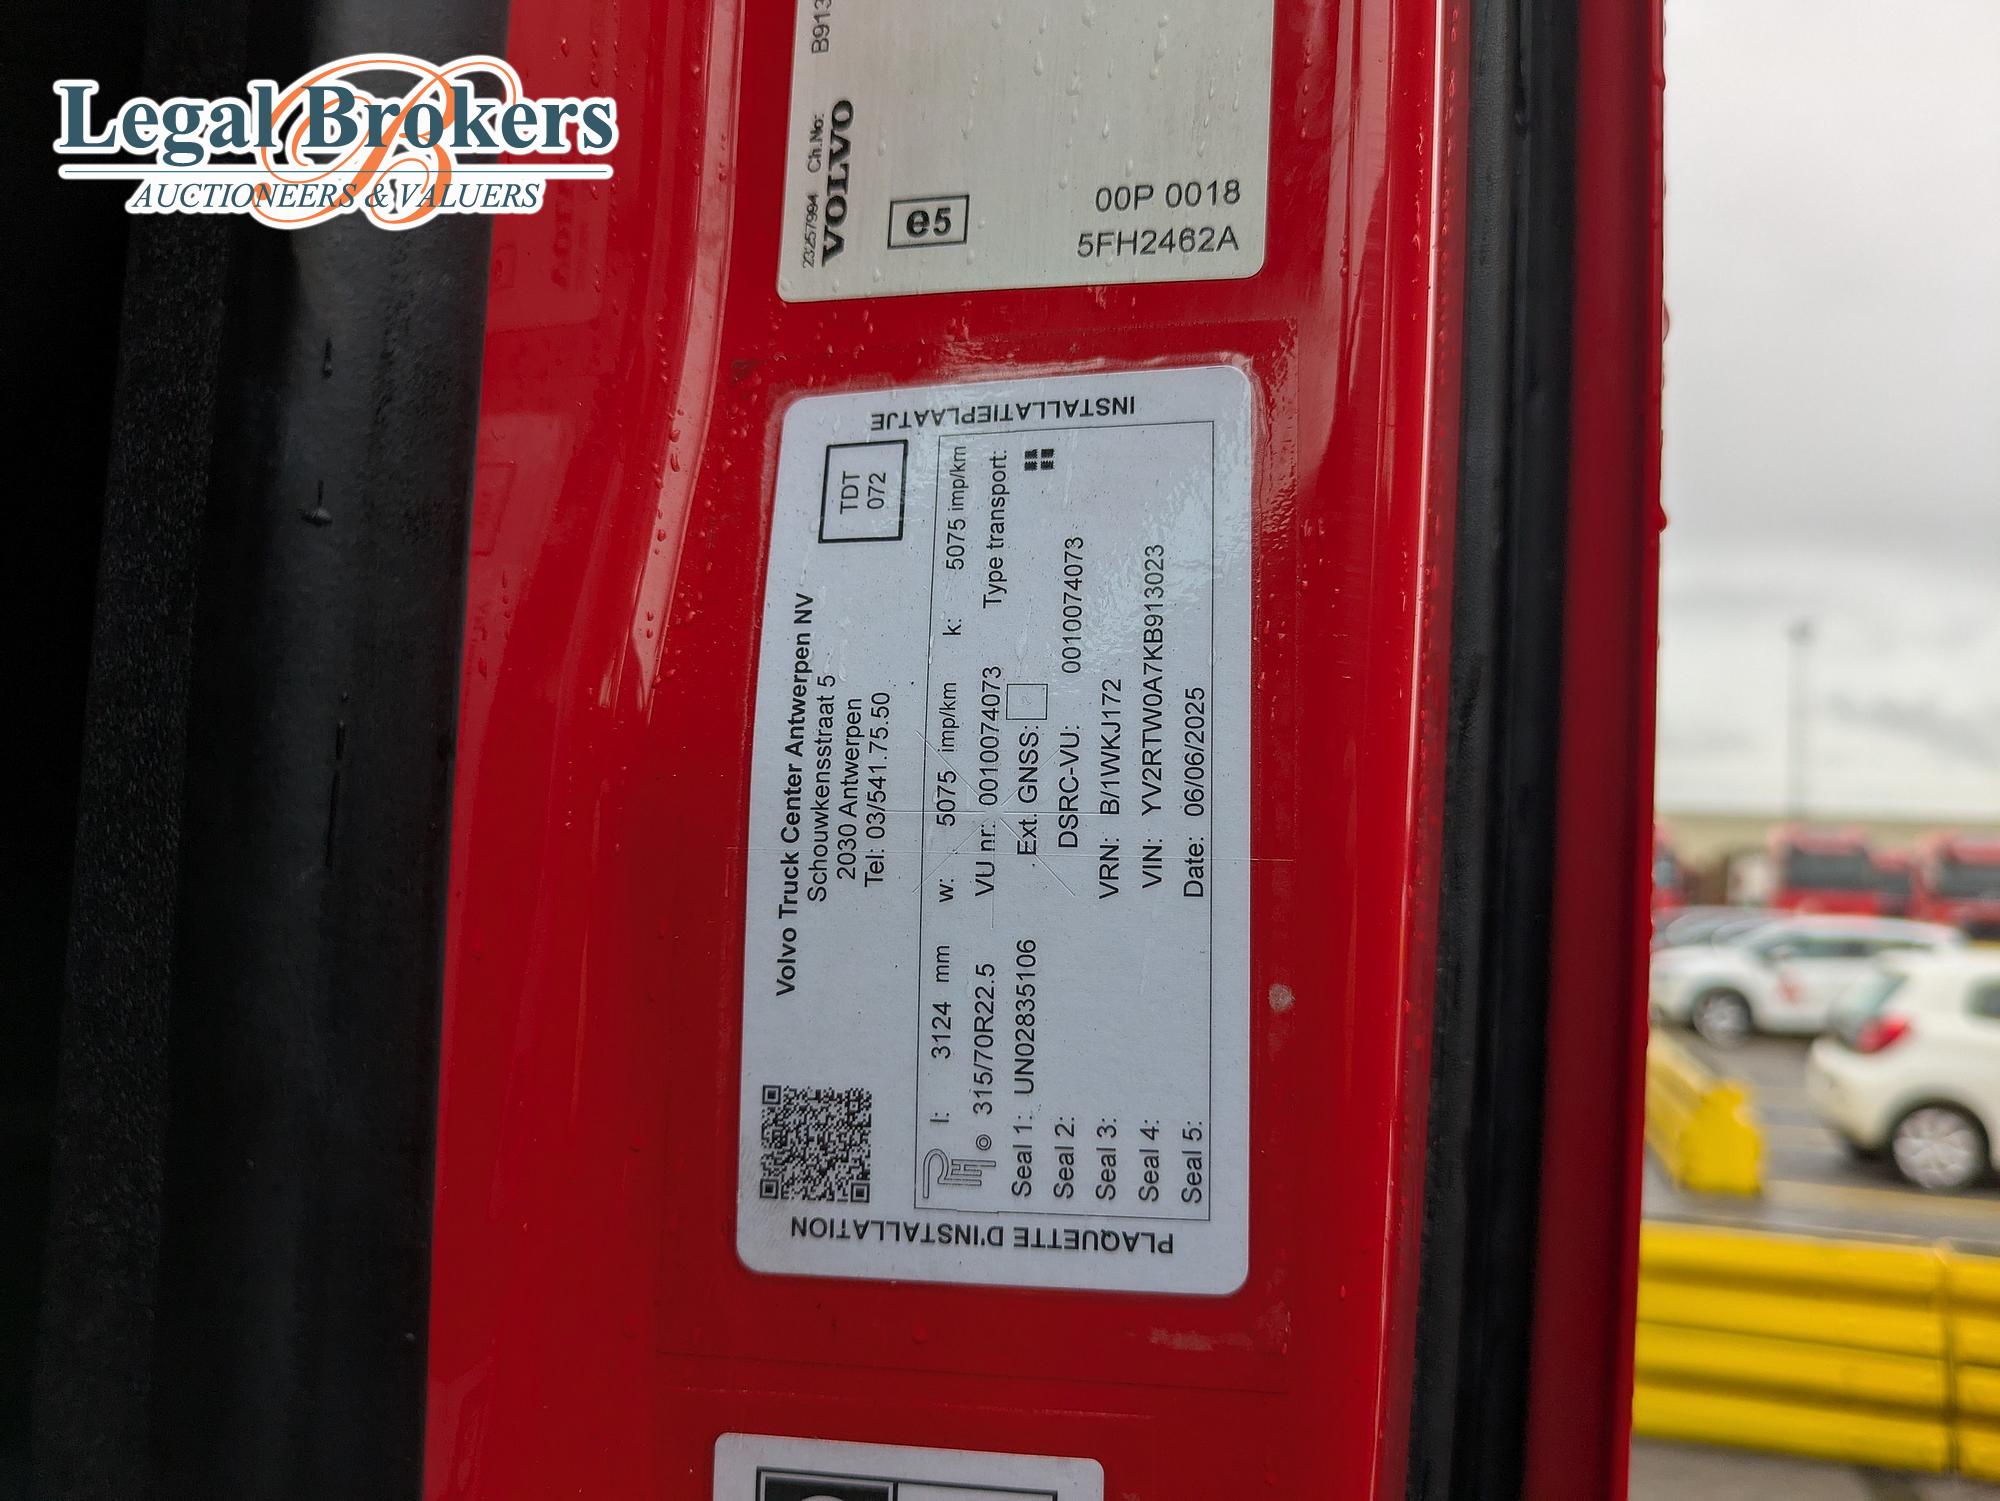 Legal Brokers
AUCTIONEERS & VALUERS
23257994 Ch.No: B913
VOLVO
e5
00P 0018
5FH2462A
INSTALLATIEPLAATJE
PLAQUETTE D'INSTALLATION
Volvo Truck Center Antwerpen NV
Schouwkensstraat 5
2030 Antwerpen
Tel: 03/541.75.50
TDT
072
l: 3124 mm w: 5075 imp/km k: 5075 imp/km
315/70R22.5 VU nr: 0010074073 Type transport:
Seal 1: UN02835106 Ext. GNSS:
Seal 2: DSRC-VU: 0010074073
Seal 3: VRN: B/1WKJ172
Seal 4: VIN: YV2RTW0A7KB913023
Seal 5: Date: 06/06/2025